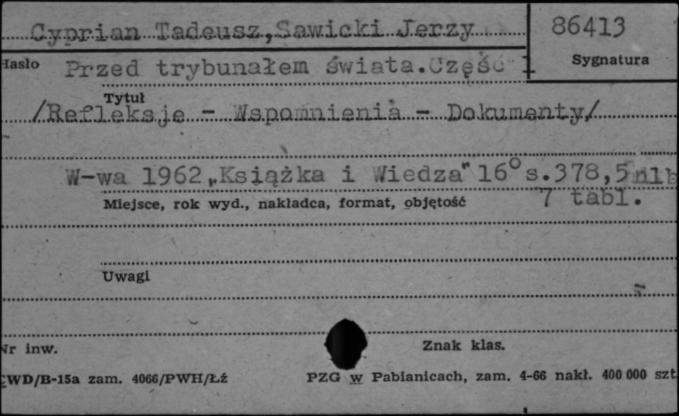 Cyprian Tadeusz,Sawicki Jerzy
86413
Hasło
Sygnatura
Przed trybunałem świata.Część I
Tytuł
/Refleksje - Wspomnienia - Dokumenty/
W-wa 1962 „Książka i Wiedza" 16° s.378,5nlb
7 tabl.
Miejsce, rok wyd., nakładca, format, objętość
Uwagi
Nr inw.
Znak klas.
CWD/B-15a zam. 4066/PWH/Łź
PZG w Pabianicach, zam. 4-66 nakł. 400 000 szt.